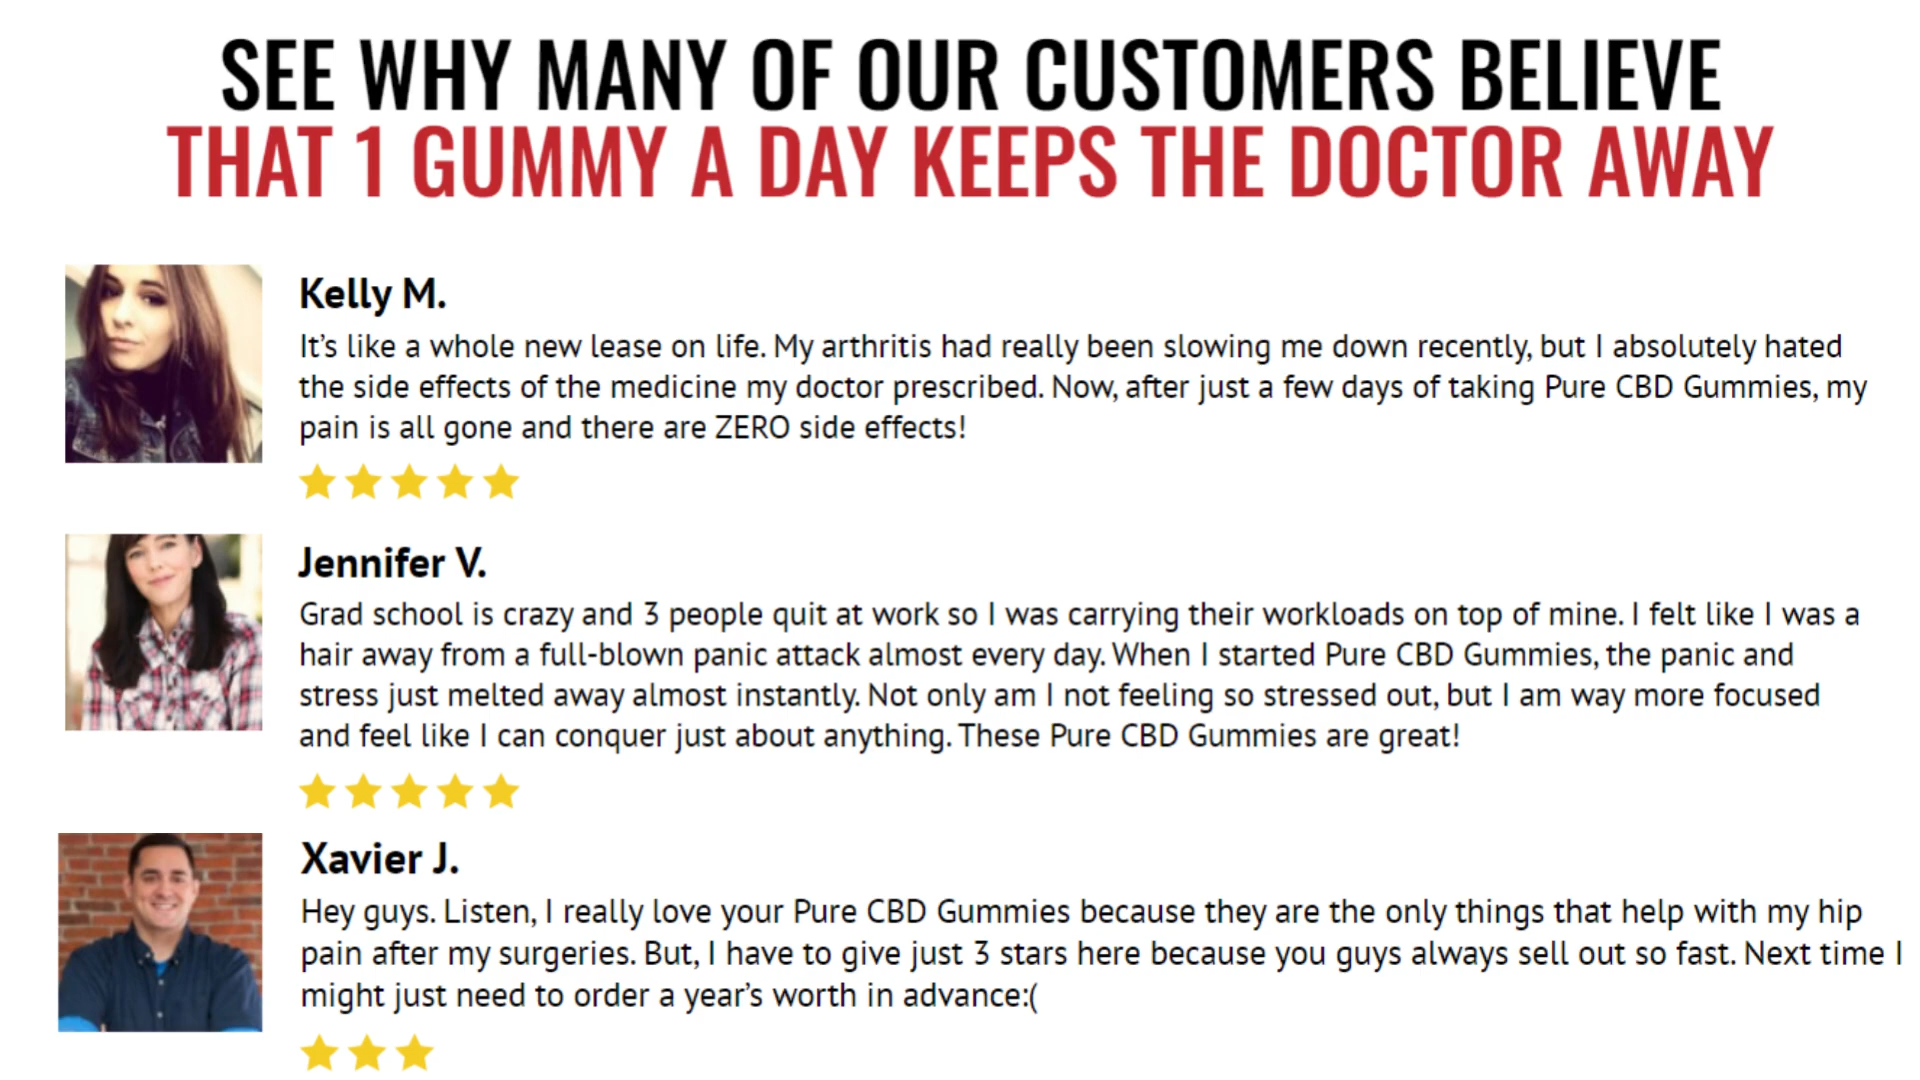 SEE WHY MANY OF OUR CUSTOMERS BELIEVE
THAT 1 GUMMY A DAY KEEPS THE DOCTOR AWAY
Kelly M.
It’s like a whole new lease on life. My arthritis had really been slowing me down recently, but I absolutely hated
the side effects of the medicine my doctor prescribed. Now, after just a few days of taking Pure CBD Gummies, my
pain is all gone and there are ZERO side effects!
Jennifer V.
Grad school is crazy and 3 people quit at work so I was carrying their workloads on top of mine. I felt like I was a
hair away from a full-blown panic attack almost every day. When I started Pure CBD Gummies, the panic and
stress just melted away almost instantly. Not only am I not feeling so stressed out, but I am way more focused
and feel like I can conquer just about anything. These Pure CBD Gummies are great!
Xavier J.
Hey guys. Listen, I really love your Pure CBD Gummies because they are the only things that help with my hip
pain after my surgeries. But, I have to give just 3 stars here because you guys always sell out so fast. Next time I
might just need to order a year’s worth in advance:(